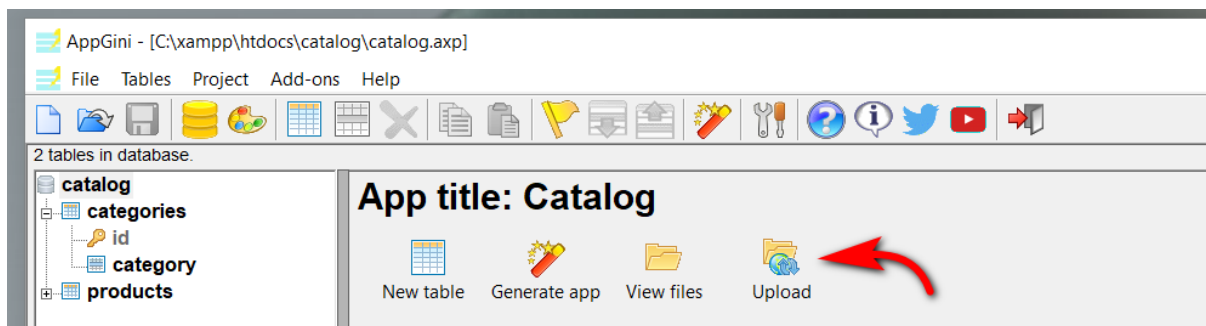 AppGini - [C:\xampp\htdocs\catalog\catalog.axp]
File Tables Project Add-ons Help
2 tables in database.
catalog
categories
id
category
products
App title: Catalog
New table Generate app View files Upload